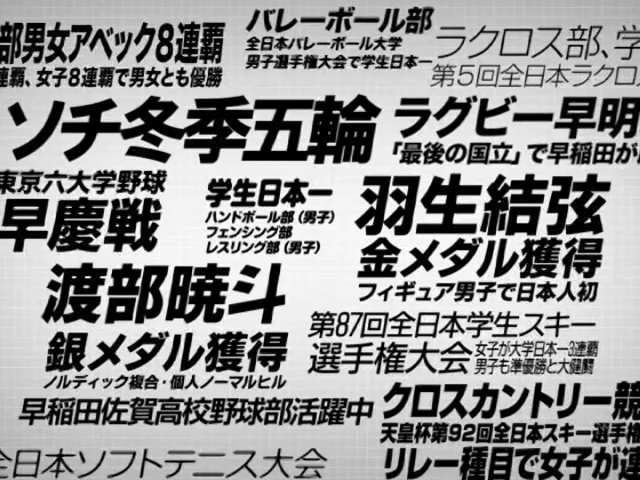 部男女アベック8連覇
連覇、女子8連覇で男女とも優勝
バレーボール部
全日本バレーボール大学
男子選手権大会で学生日本一
ラクロス部、学
第5回全日本ラクロ
ソチ冬季五輪
ラグビー早明
「最後の国立」で早稲田が
東京六大学野球
早慶戦
学生日本一
ハンドボール部(男子)
フェンシング部
レスリング部(男子)
羽生結弦
金メダル獲得
フィギュア男子で日本人初
渡部暁斗
銀メダル獲得
ノルディック複合・個人ノーマルヒル
第87回全日本学生スキー
選手権大会
女子が大学日本一3連覇
男子も準優勝と大健闘
早稲田佐賀高校野球部活躍中
クロスカントリー競
天皇杯第92回全日本スキー選手権
リレー種目で女子が連
全日本ソフトテニス大会